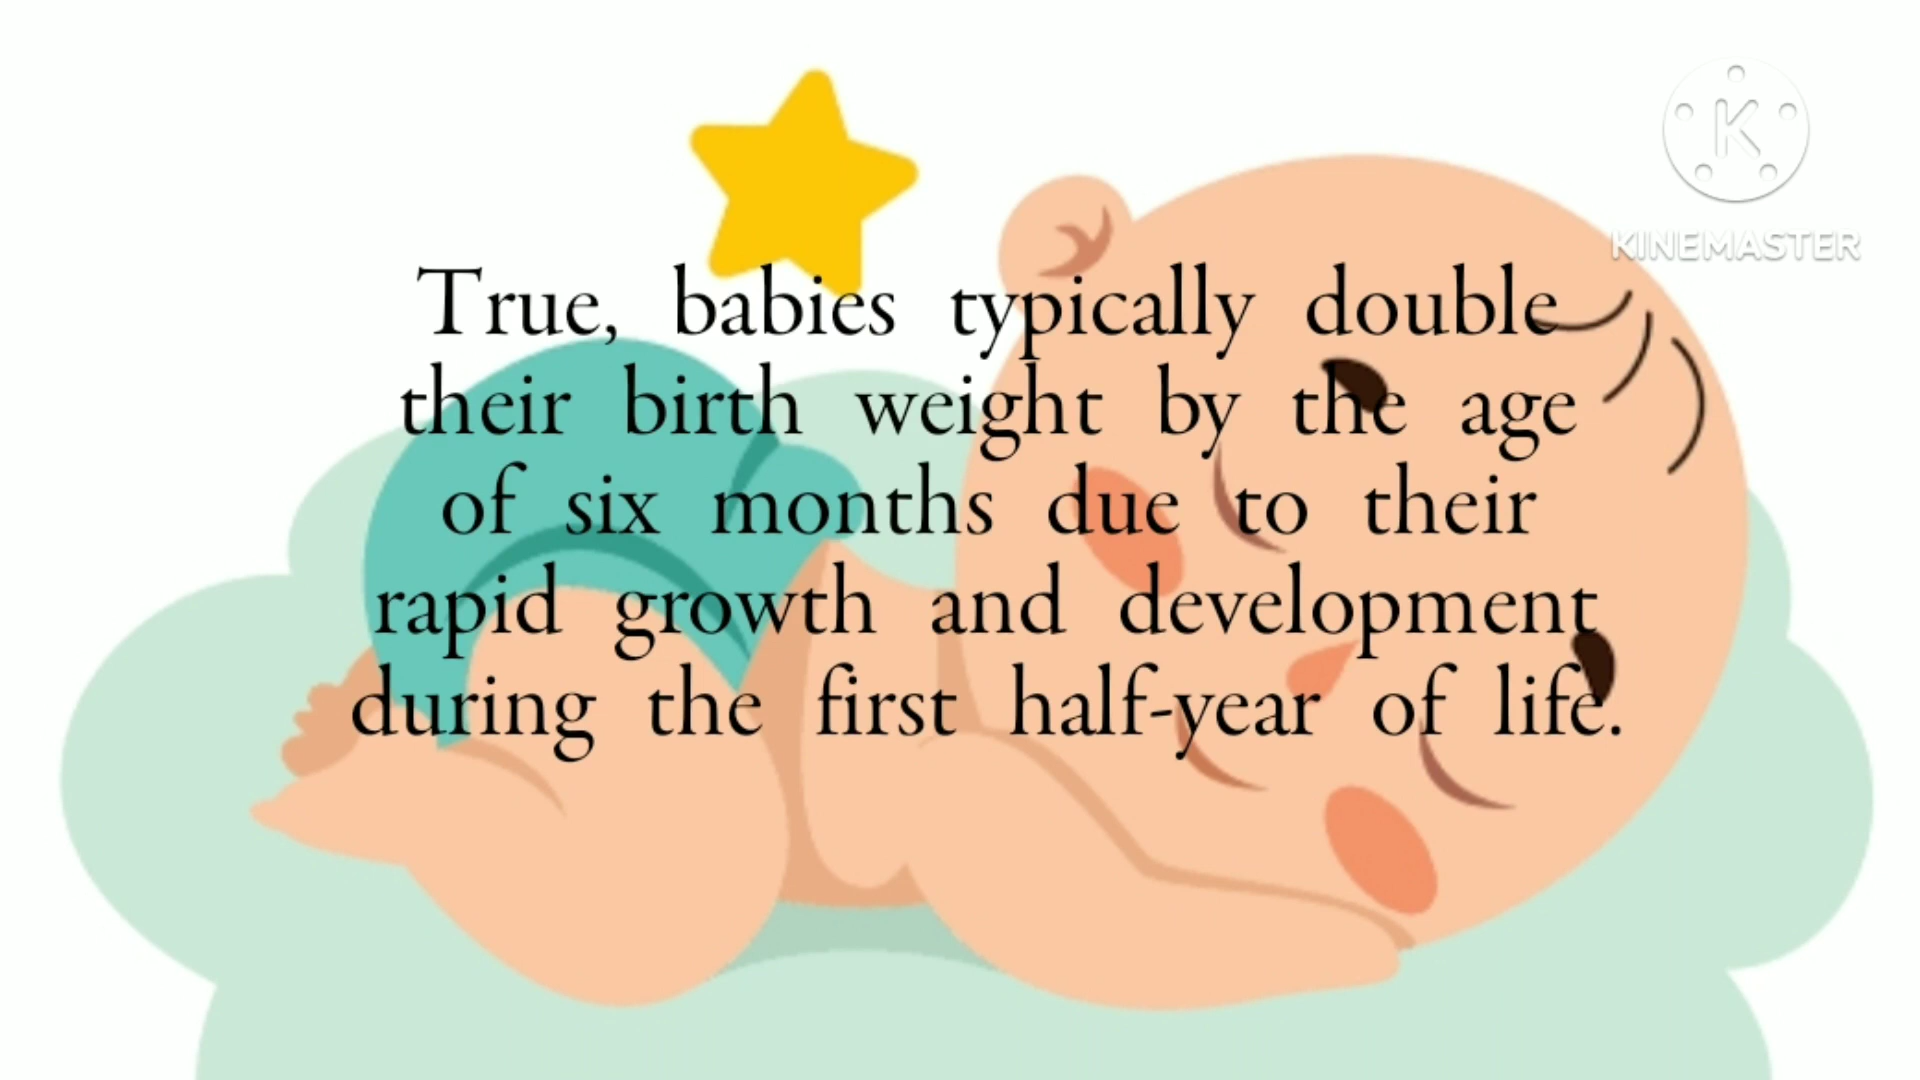 KINEMASTER
True, babies typically double
their birth weight by the age
of six months due to their
rapid growth and development
during the first half-year of life.